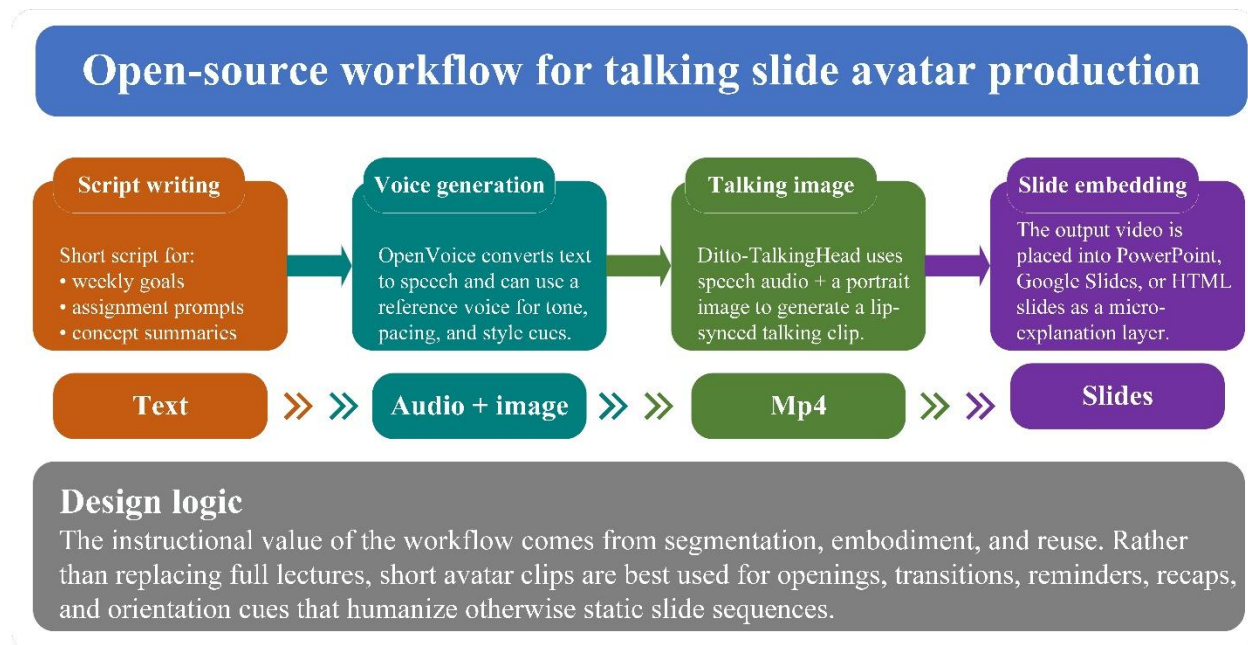 Open-source workflow for talking slide avatar production
Script writing
Short script for:
• weekly goals
• assignment prompts
• concept summaries
Voice generation
OpenVoice converts text
to speech and can use a
reference voice for tone,
pacing, and style cues.
Talking image
Ditto-TalkingHead uses
speech audio + a portrait
image to generate a lip-
synced talking clip.
Slide embedding
The output video is
placed into PowerPoint,
Google Slides, or HTML
slides as a micro-
explanation layer.
Text
Audio + image
Mp4
Slides
Design logic
The instructional value of the workflow comes from segmentation, embodiment, and reuse. Rather
than replacing full lectures, short avatar clips are best used for openings, transitions, reminders, recaps,
and orientation cues that humanize otherwise static slide sequences.